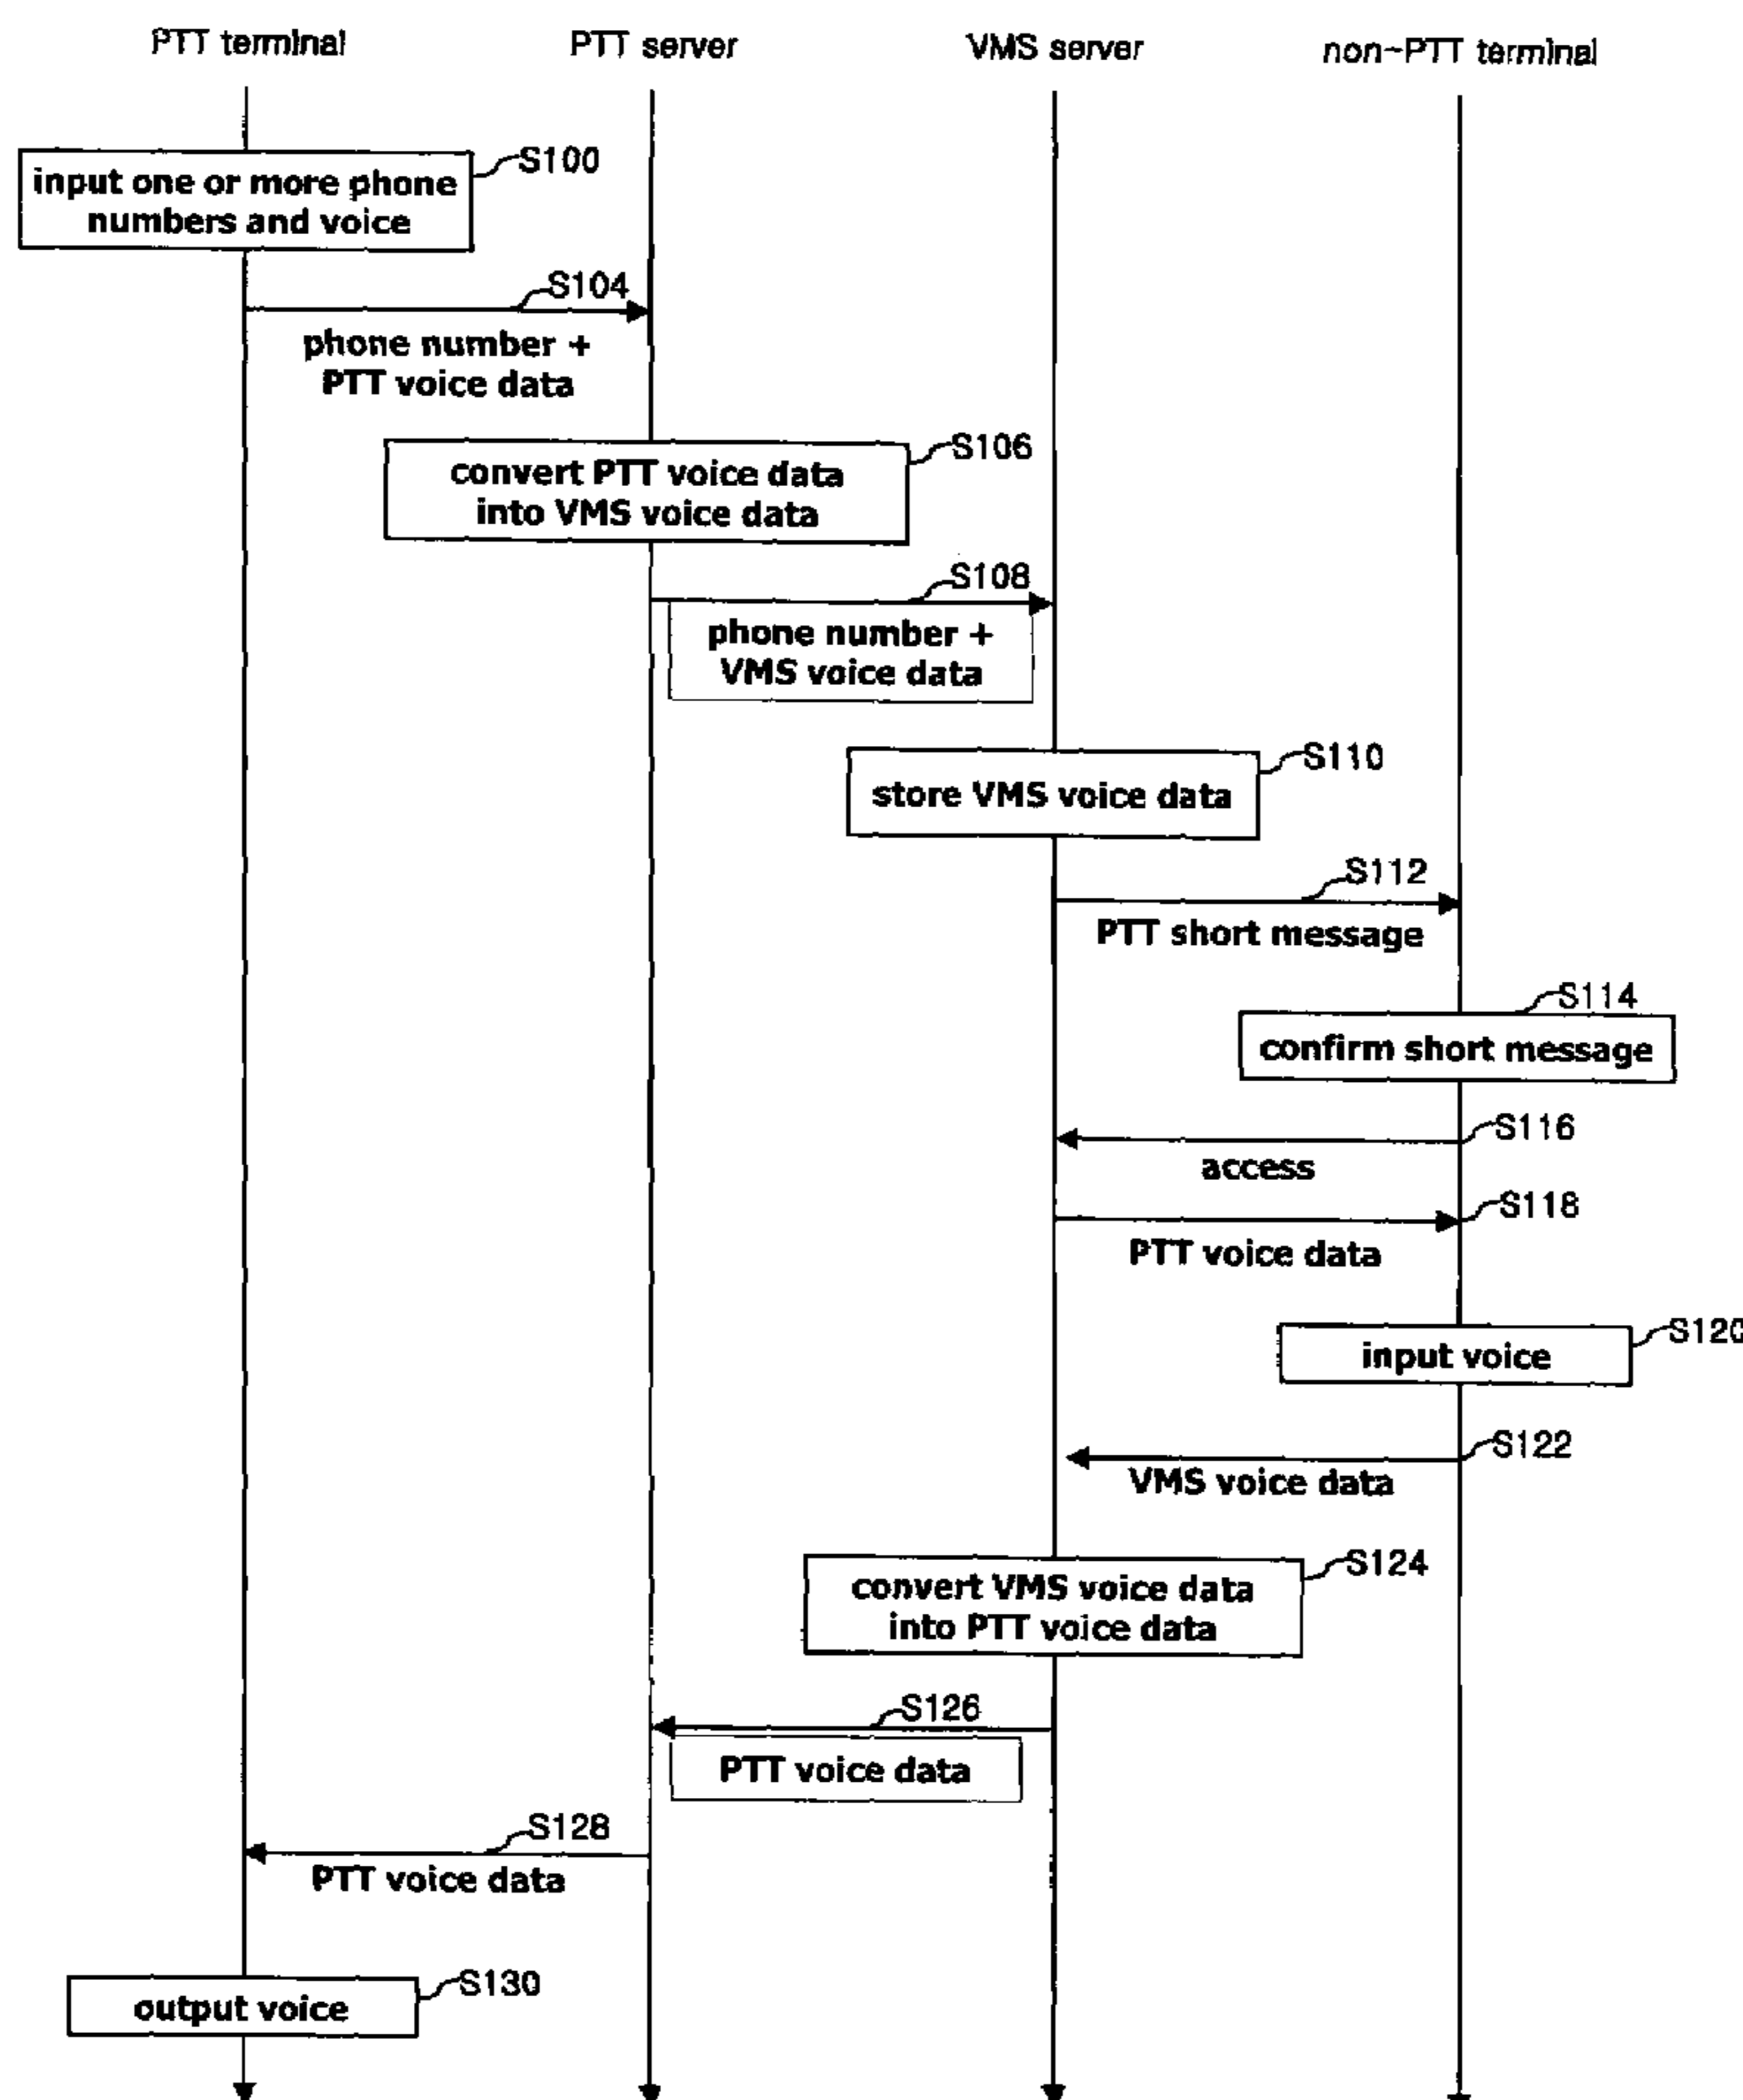 PTT terminal
PTT server
VMS server
non-PTT terminal
S100
input one or more phone
numbers and voice
S104
phone number +
PTT voice data
S106
convert PTT voice data
into VMS voice data
S108
phone number +
VMS voice data
S110
store VMS voice data
S112
PTT short message
S114
confirm short message
S116
access
S118
PTT voice data
S120
input voice
S122
VMS voice data
S124
convert VMS voice data
into PTT voice data
S126
PTT voice data
S128
PTT voice data
S130
output voice